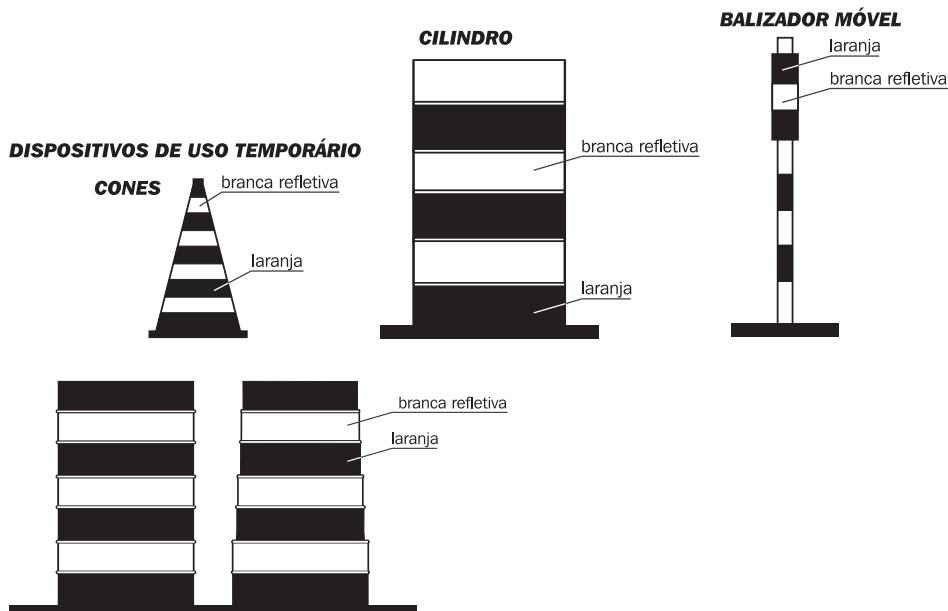 DISPOSITIVOS DE USO TEMPORÁRIO
CONES
branca refletiva
laranja
CILINDRO
branca refletiva
laranja
BALIZADOR MÓVEL
laranja
branca refletiva
branca refletiva
laranja